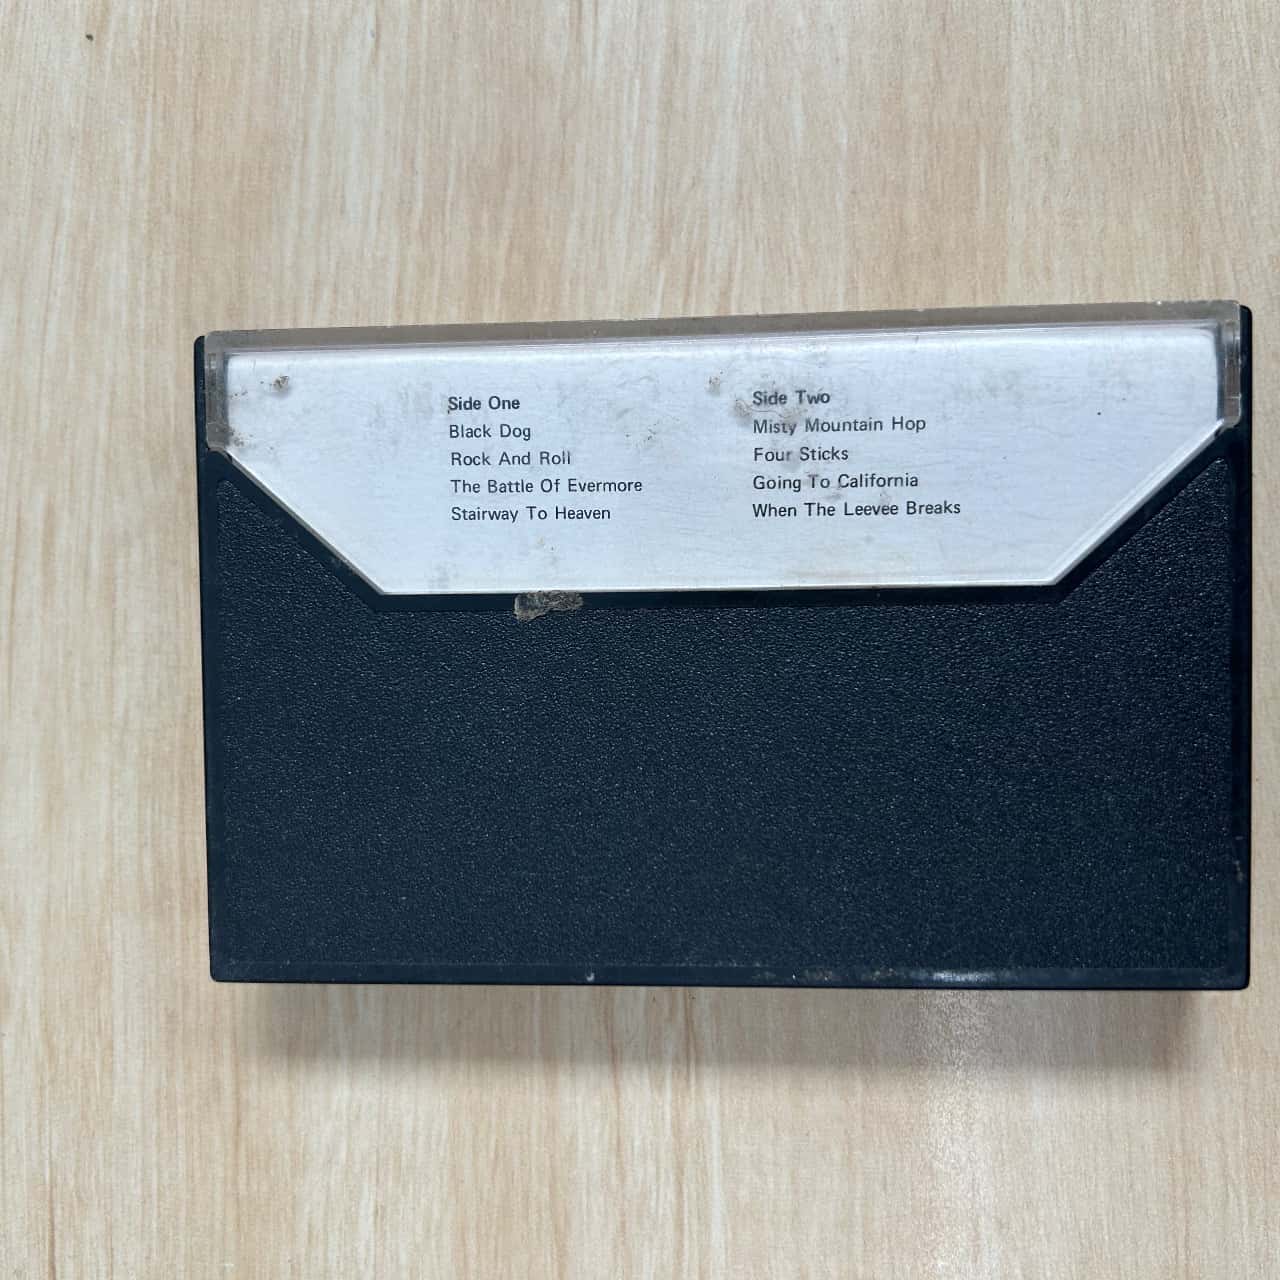 Side One
Black Dog
Rock And Roll
The Battle Of Evermore
Stairway To Heaven
Side Two
Misty Mountain Hop
Four Sticks
Going To California
When The Leevee Breaks